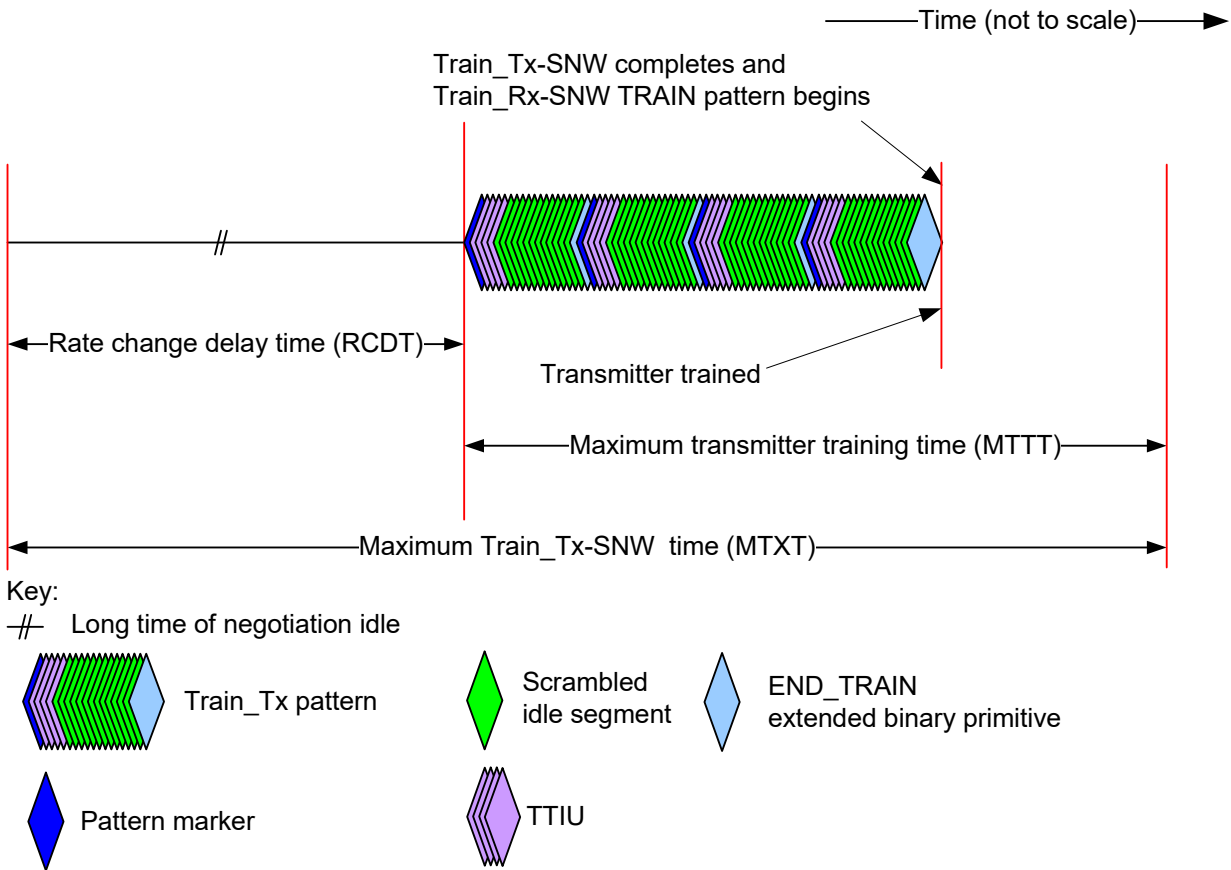 Time (not to scale)
Train_Tx-SNW completes and
Train_Rx-SNW TRAIN pattern begins
Rate change delay time (RCDT)
Transmitter trained
Maximum transmitter training time (MTTT)
Maximum Train_Tx-SNW  time (MTXT)
Key:
Long time of negotiation idle
Train_Tx pattern
Scrambled
idle segment
END_TRAIN
extended binary primitive
Pattern marker
TTIU